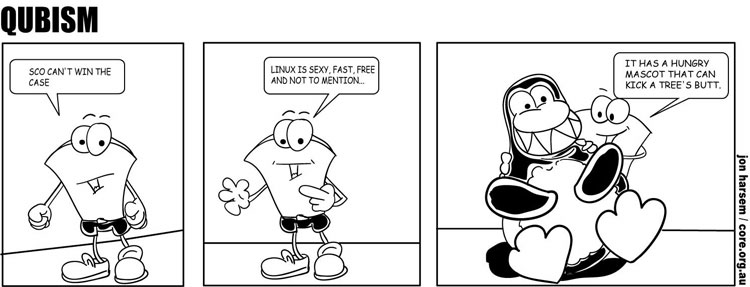 QUBISM
SCO CAN'T WIN THE
CASE
LINUX IS SEXY, FAST, FREE
AND NOT TO MENTION...
IT HAS A HUNGRY
MASCOT THAT CAN
KICK A TREE'S BUTT.
jon harsem / core.org.au